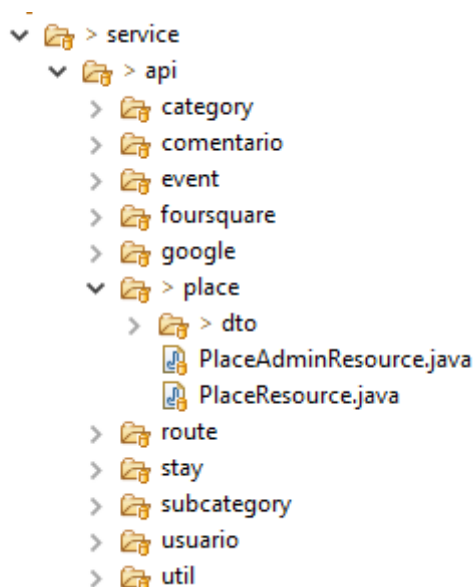 > service
> api
category
comentario
event
foursquare
google
> place
> dto
PlaceAdminResource.java
PlaceResource.java
route
stay
subcategory
usuario
util